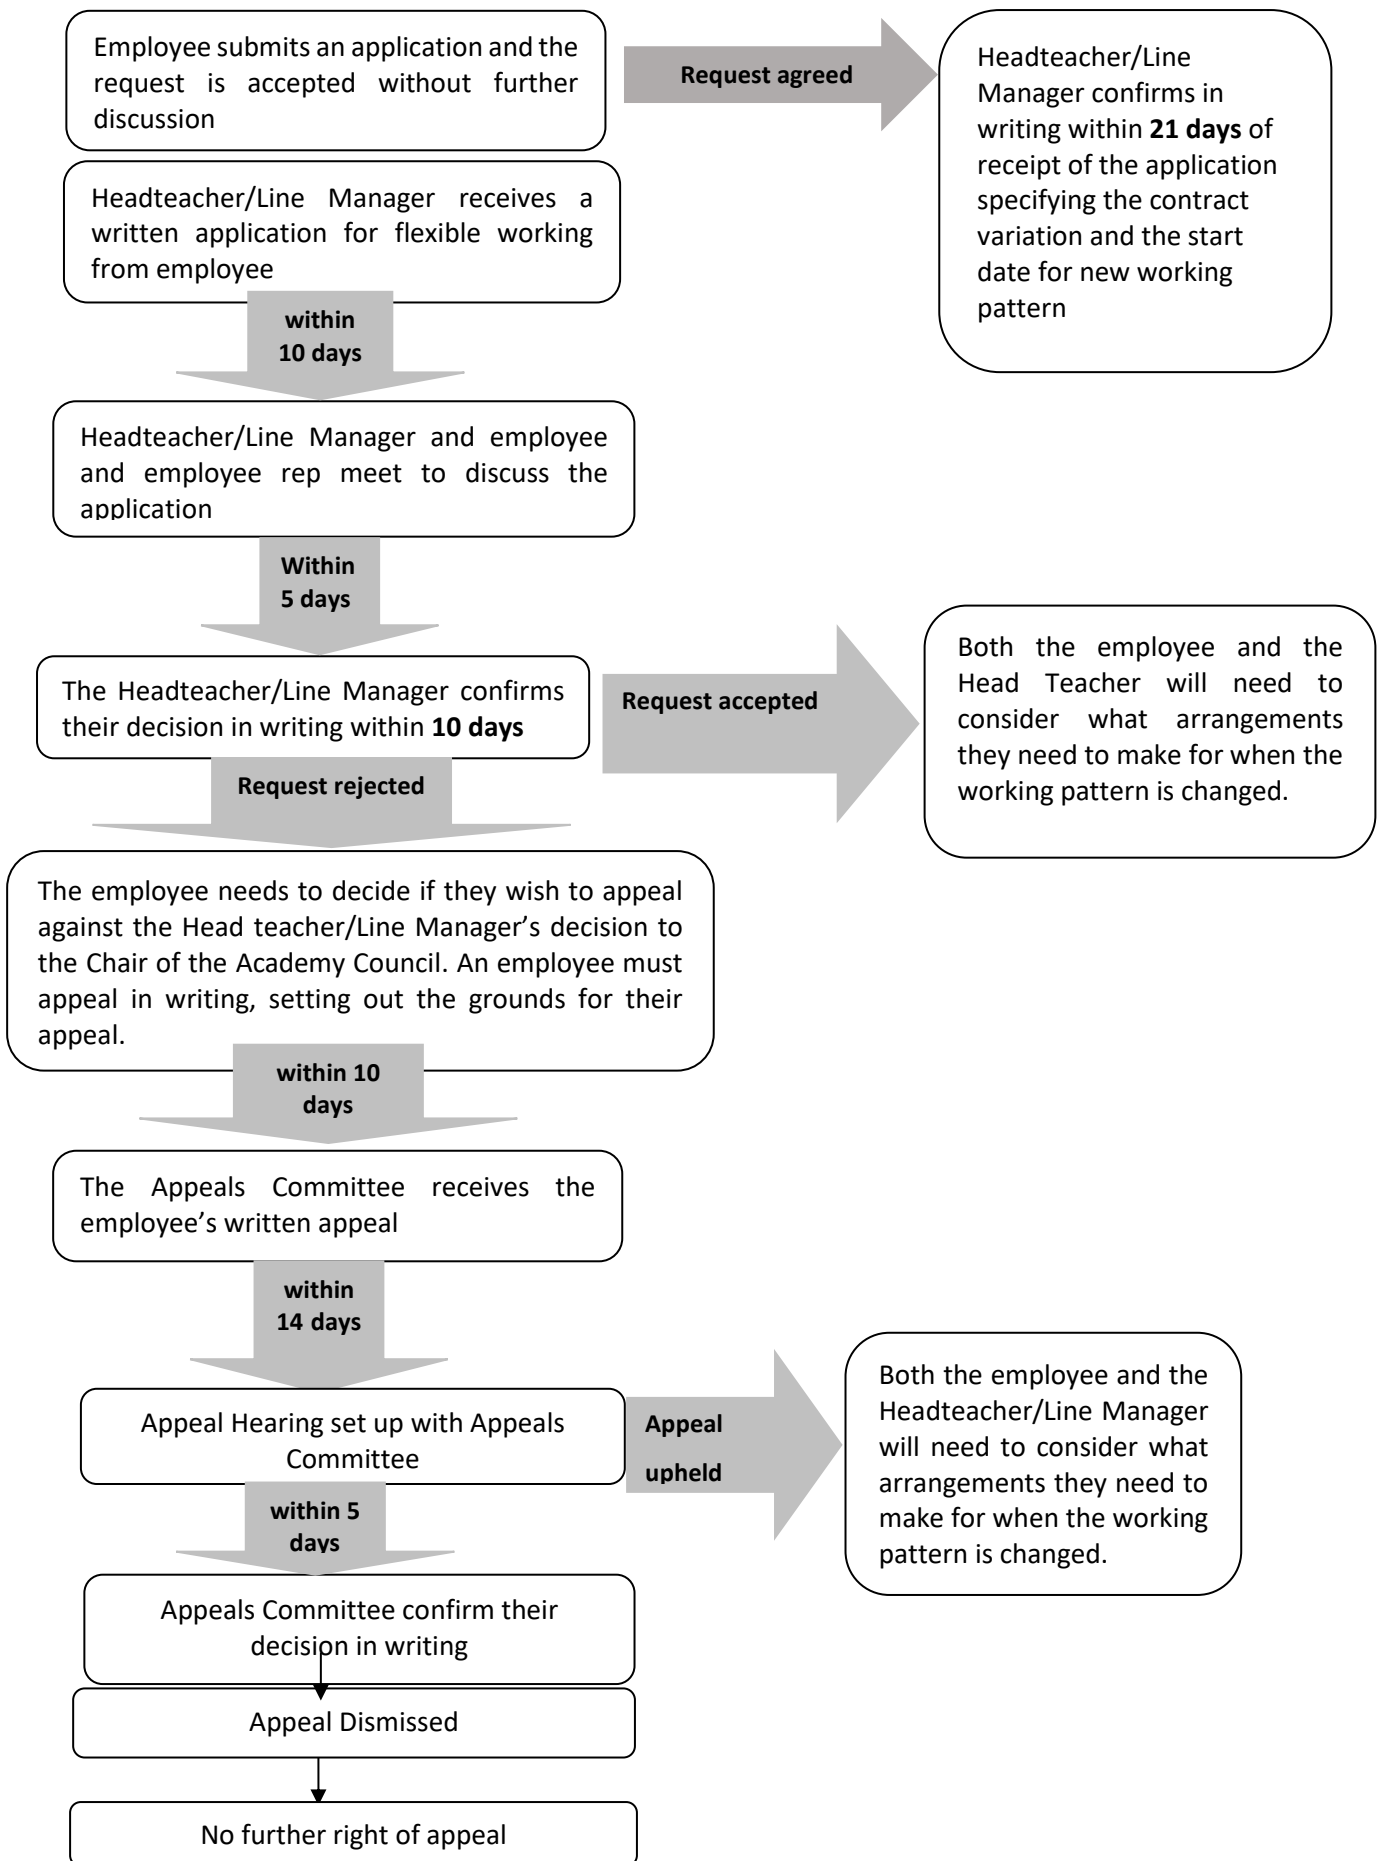 Employee submits an application and the
request is accepted without further
discussion
Request agreed
Headteacher/Line
Manager confirms in
writing within 21 days of
receipt of the application
specifying the contract
variation and the start
date for new working
pattern
Headteacher/Line Manager receives a
written application for flexible working
from employee
within
10 days
Headteacher/Line Manager and employee
and employee rep meet to discuss the
application
Within
5 days
The Headteacher/Line Manager confirms
their decision in writing within 10 days
Request accepted
Both the employee and the
Head Teacher will need to
consider what arrangements
they need to make for when the
working pattern is changed.
Request rejected
The employee needs to decide if they wish to appeal
against the Head teacher/Line Manager’s decision to
the Chair of the Academy Council. An employee must
appeal in writing, setting out the grounds for their
appeal.
within 10
days
The Appeals Committee receives the
employee’s written appeal
within
14 days
Appeal Hearing set up with Appeals
Committee
Appeal
upheld
Both the employee and the
Headteacher/Line Manager
will need to consider what
arrangements they need to
make for when the working
pattern is changed.
within 5
days
Appeals Committee confirm their
decision in writing
Appeal Dismissed
No further right of appeal